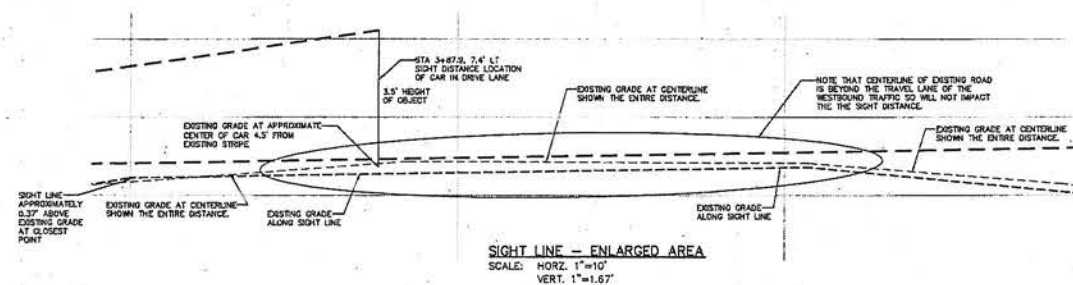 STA 3+87.9, 7.4' LT
SIGHT DISTANCE LOCATION
OF CAR IN DRIVE LANE
3.5' HEIGHT
OF OBJECT
EXISTING GRADE AT CENTERLINE
SHOWN THE ENTIRE DISTANCE.
NOTE THAT CENTERLINE OF EXISTING ROAD
IS BEYOND THE TRAVEL LANE OF THE
WESTBOUND TRAFFIC SO WILL NOT IMPACT
THE THE SIGHT DISTANCE.
EXISTING GRADE AT APPROXIMATE
CENTER OF CAR 4.5' FROM
EXISTING STRIPE
EXISTING GRADE AT CENTERLINE
SHOWN THE ENTIRE DISTANCE.
SIGHT LINE
APPROXIMATELY
0.37' ABOVE
EXISTING GRADE
AT CLOSEST
POINT
EXISTING GRADE AT CENTERLINE
SHOWN THE ENTIRE DISTANCE.
EXISTING GRADE
ALONG SIGHT LINE
EXISTING GRADE
ALONG SIGHT LINE
SIGHT LINE – ENLARGED AREA
SCALE: HORZ. 1"=10'
VERT. 1"=1.67'